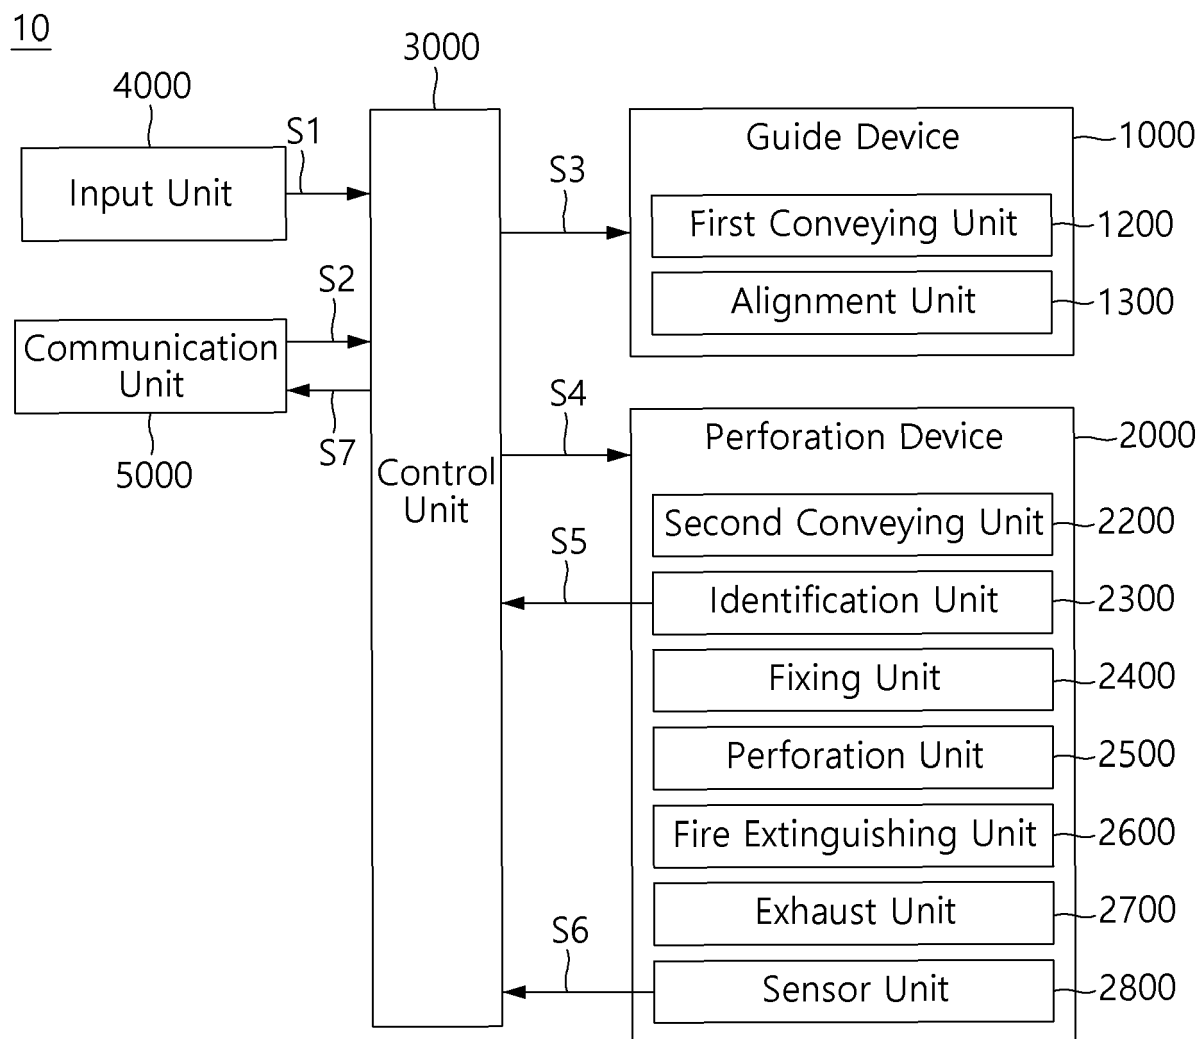 10
3000
4000
S1
Input Unit
S2
Communication
Unit
S7
5000
Control
Unit
S3
Guide Device
1000
First Conveying Unit
1200
Alignment Unit
1300
S4
Perforation Device
2000
Second Conveying Unit
2200
S5
Identification Unit
2300
Fixing Unit
2400
Perforation Unit
2500
Fire Extinguishing Unit
2600
Exhaust Unit
2700
S6
Sensor Unit
2800